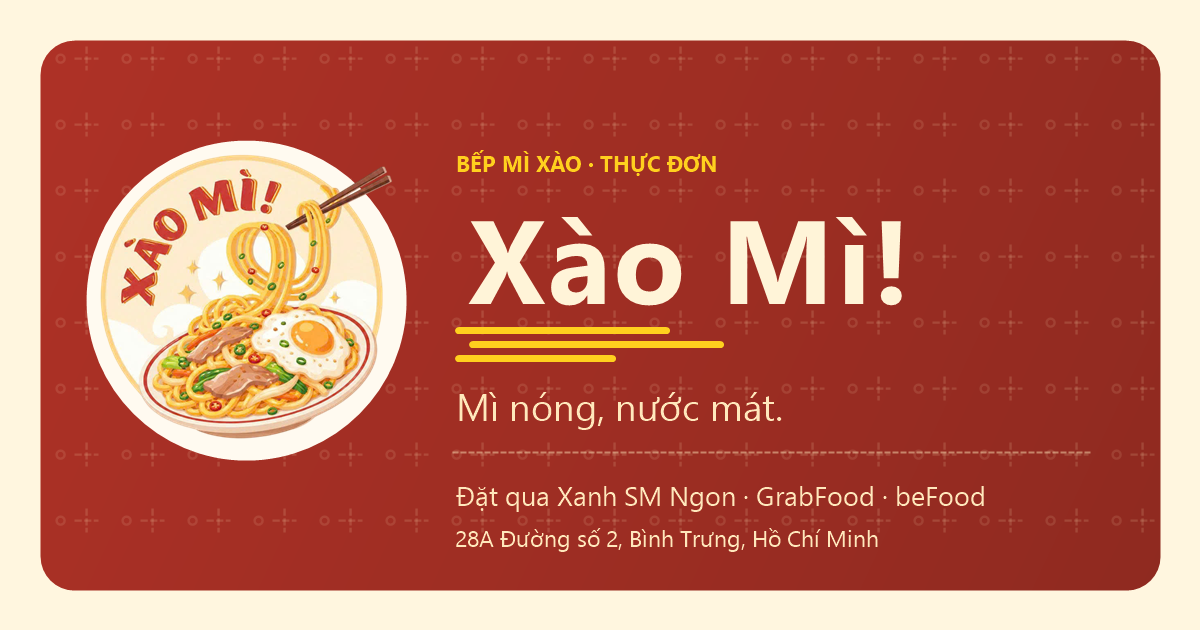 XÀO MÌ!
BẾP MÌ XÀO · THỰC ĐƠN
Xào Mì!
Mì nóng, nước mát.
Đặt qua Xanh SM Ngon · GrabFood · beFood
28A Đường số 2, Bình Trưng, Hồ Chí Minh